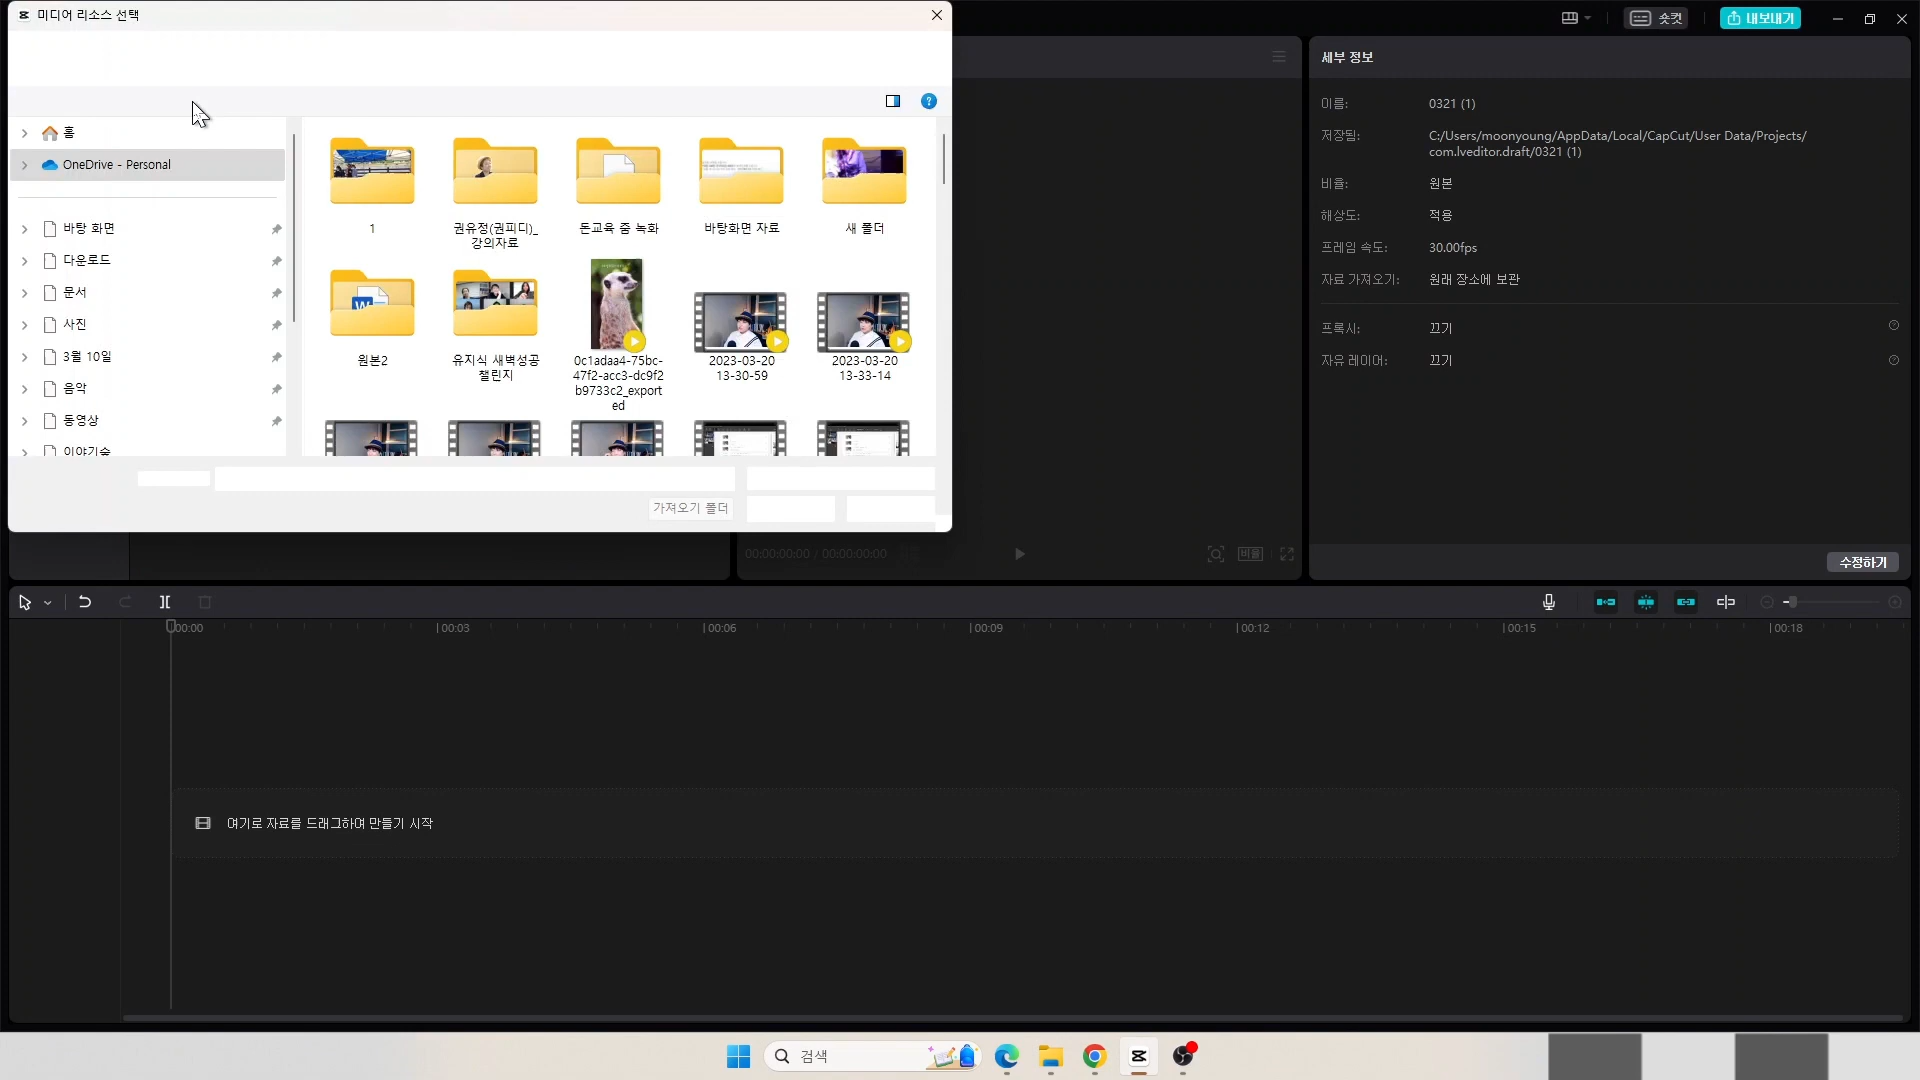 미디어 리소스 선택
홈
OneDrive - Personal
바탕 화면
다운로드
문서
사진
3월 10일
음악
동영상
이야기숲
1
권유정(권피디)_
강의자료
돈교육 줌 녹화
바탕화면 자료
새 폴더
원본2
유지식 새벽성공
챌린지
0c1adaa4-75bc-
47f2-acc3-dc9f2
b9733c2_export
ed
2023-03-20
13-30-59
2023-03-20
13-33-14
가져오기 폴더
숏컷
내보내기
세부 정보
이름:
0321 (1)
저장됨:
C:/Users/moonyoung/AppData/Local/CapCut/User Data/Projects/
com.lveditor.draft/0321 (1)
비율:
원본
해상도:
적용
프레임 속도:
30.00fps
자료 가져오기:
원래 장소에 보관
프록시:
끄기
자유 레이어:
끄기
수정하기
00:00:00:00 / 00:00:00:00
비율
00:00
00:03
00:06
00:09
00:12
00:15
00:18
여기로 자료를 드래그하여 만들기 시작
검색